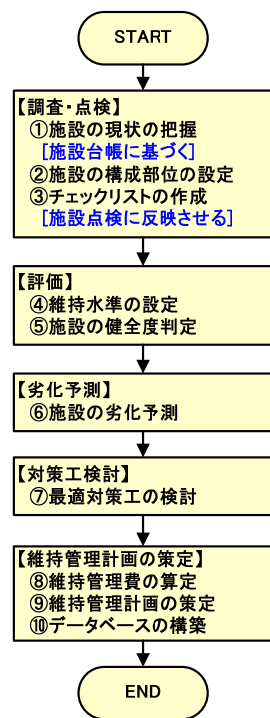 START
【調査・点検】
①施設の現状の把握
[施設台帳に基づく]
②施設の構成部位の設定
③チェックリストの作成
[施設点検に反映させる]
【評価】
④維持水準の設定
⑤施設の健全度判定
【劣化予測】
⑥施設の劣化予測
【対策工検討】
⑦最適対策工の検討
【維持管理計画の策定】
⑧維持管理費の算定
⑨維持管理計画の策定
⑩データベースの構築
END